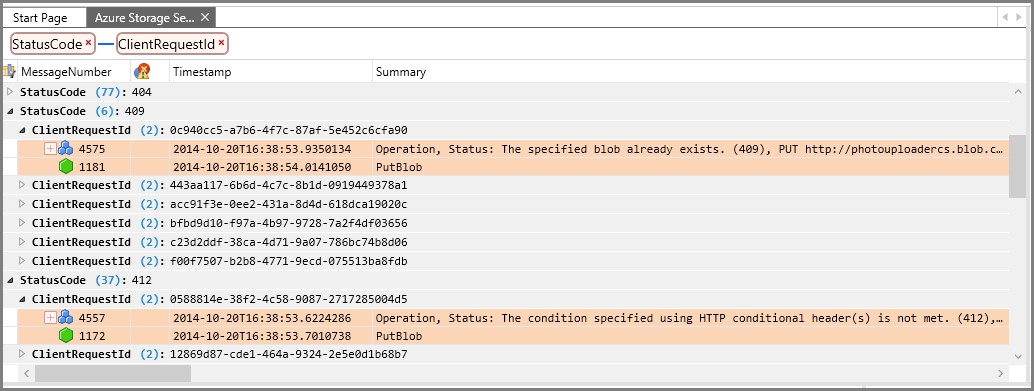 Start Page Azure Storage Se...
StatusCode ClientRequestId
MessageNumber Timestamp Summary
StatusCode (77): 404
StatusCode (6): 409
ClientRequestId (2): 0c940cc5-a7b6-4f7c-87af-5e452c6cfa90
4575 2014-10-20T16:38:53.9350134 Operation, Status: The specified blob already exists. (409), PUT http://photouploadercs.blob.c...
1181 2014-10-20T16:38:54.0141050 PutBlob
ClientRequestId (2): 443aa117-6b6d-4c7c-8b1d-0919449378a1
ClientRequestId (2): acc91f3e-0ee2-431a-8d4d-618dca19020c
ClientRequestId (2): bfbd9d10-f97a-4b97-9728-7a2f4df03656
ClientRequestId (2): c23d2ddf-38ca-4d71-9a07-786bc74b8d06
ClientRequestId (2): f00f7507-b2b8-4771-9ecd-075513ba8fdb
StatusCode (37): 412
ClientRequestId (2): 0588814e-38f2-4c58-9087-2717285004d5
4557 2014-10-20T16:38:53.6224286 Operation, Status: The condition specified using HTTP conditional header(s) is not met. (412),...
1172 2014-10-20T16:38:53.7010738 PutBlob
ClientRequestId (2): 12869d87-cde1-464a-9324-2e5e0d1b68b7